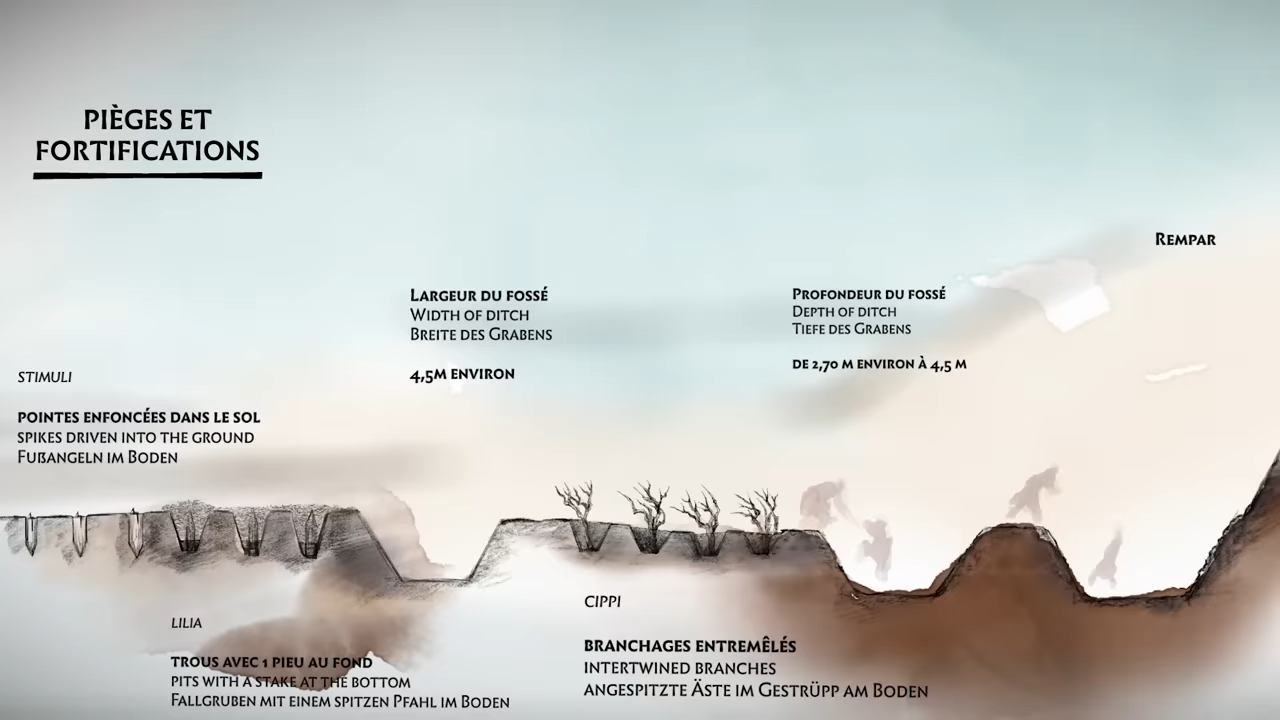 PIÈGES ET
FORTIFICATIONS
REMPAR
LARGEUR DU FOSSÉ
WIDTH OF DITCH
BREITE DES GRABENS
4,5M ENVIRON
PROFONDEUR DU FOSSÉ
DEPTH OF DITCH
TIEFE DES GRABENS
DE 2,70 M ENVIRON À 4,5 M
STIMULI
POINTES ENFONCÉES DANS LE SOL
SPIKES DRIVEN INTO THE GROUND
FUßANGELN IM BODEN
LILIA
TROUS AVEC 1 PIEU AU FOND
PITS WITH A STAKE AT THE BOTTOM
FALLGRUBEN MIT EINEM SPITZEN PFAHL IM BODEN
CIPPI
BRANCHAGES ENTREMÊLÉS
INTERTWINED BRANCHES
ANGESPITZTE ÄSTE IM GESTRÜPP AM BODEN